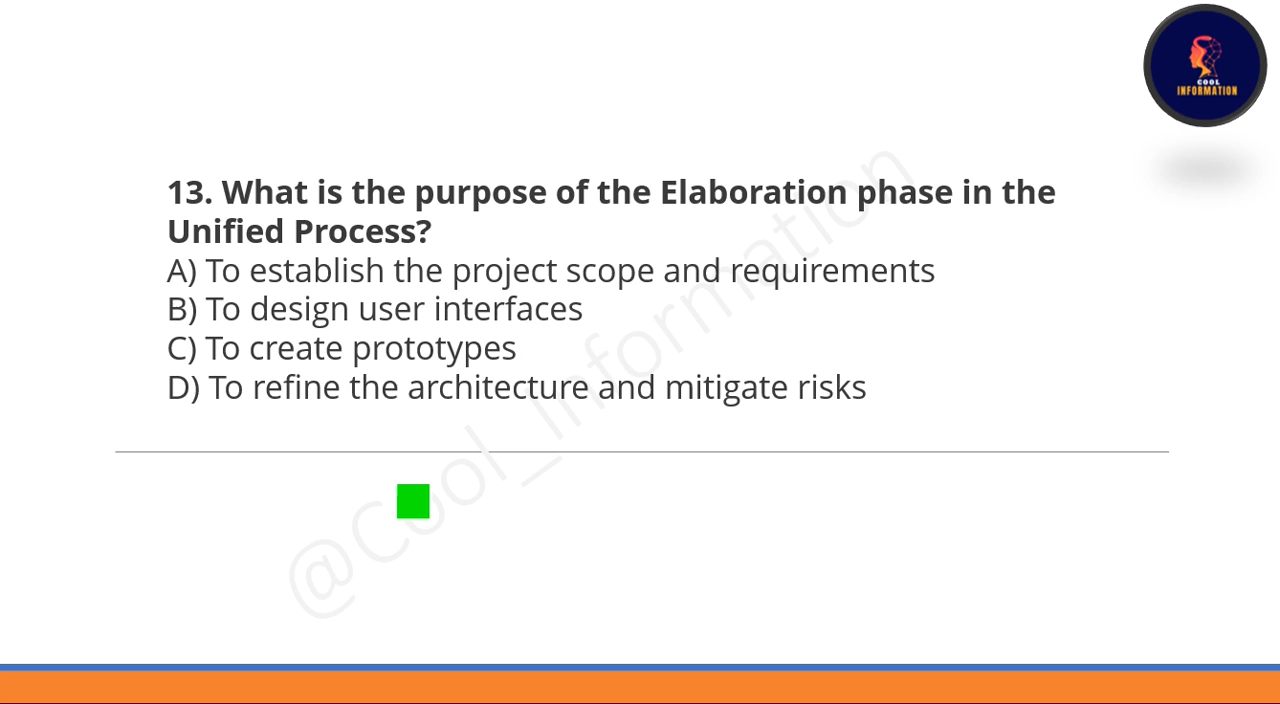 COOL
INFORMATION
13. What is the purpose of the Elaboration phase in the
Unified Process?
A) To establish the project scope and requirements
B) To design user interfaces
C) To create prototypes
D) To refine the architecture and mitigate risks
@Cool_Information